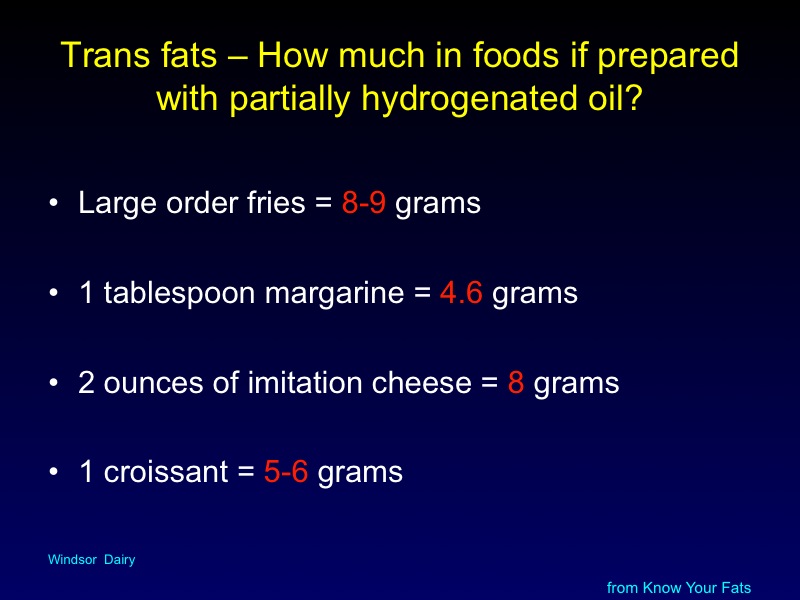 Trans fats – How much in foods if prepared
with partially hydrogenated oil?
• Large order fries = 8-9 grams
• 1 tablespoon margarine = 4.6 grams
• 2 ounces of imitation cheese = 8 grams
• 1 croissant = 5-6 grams
Windsor Dairy
from Know Your Fats